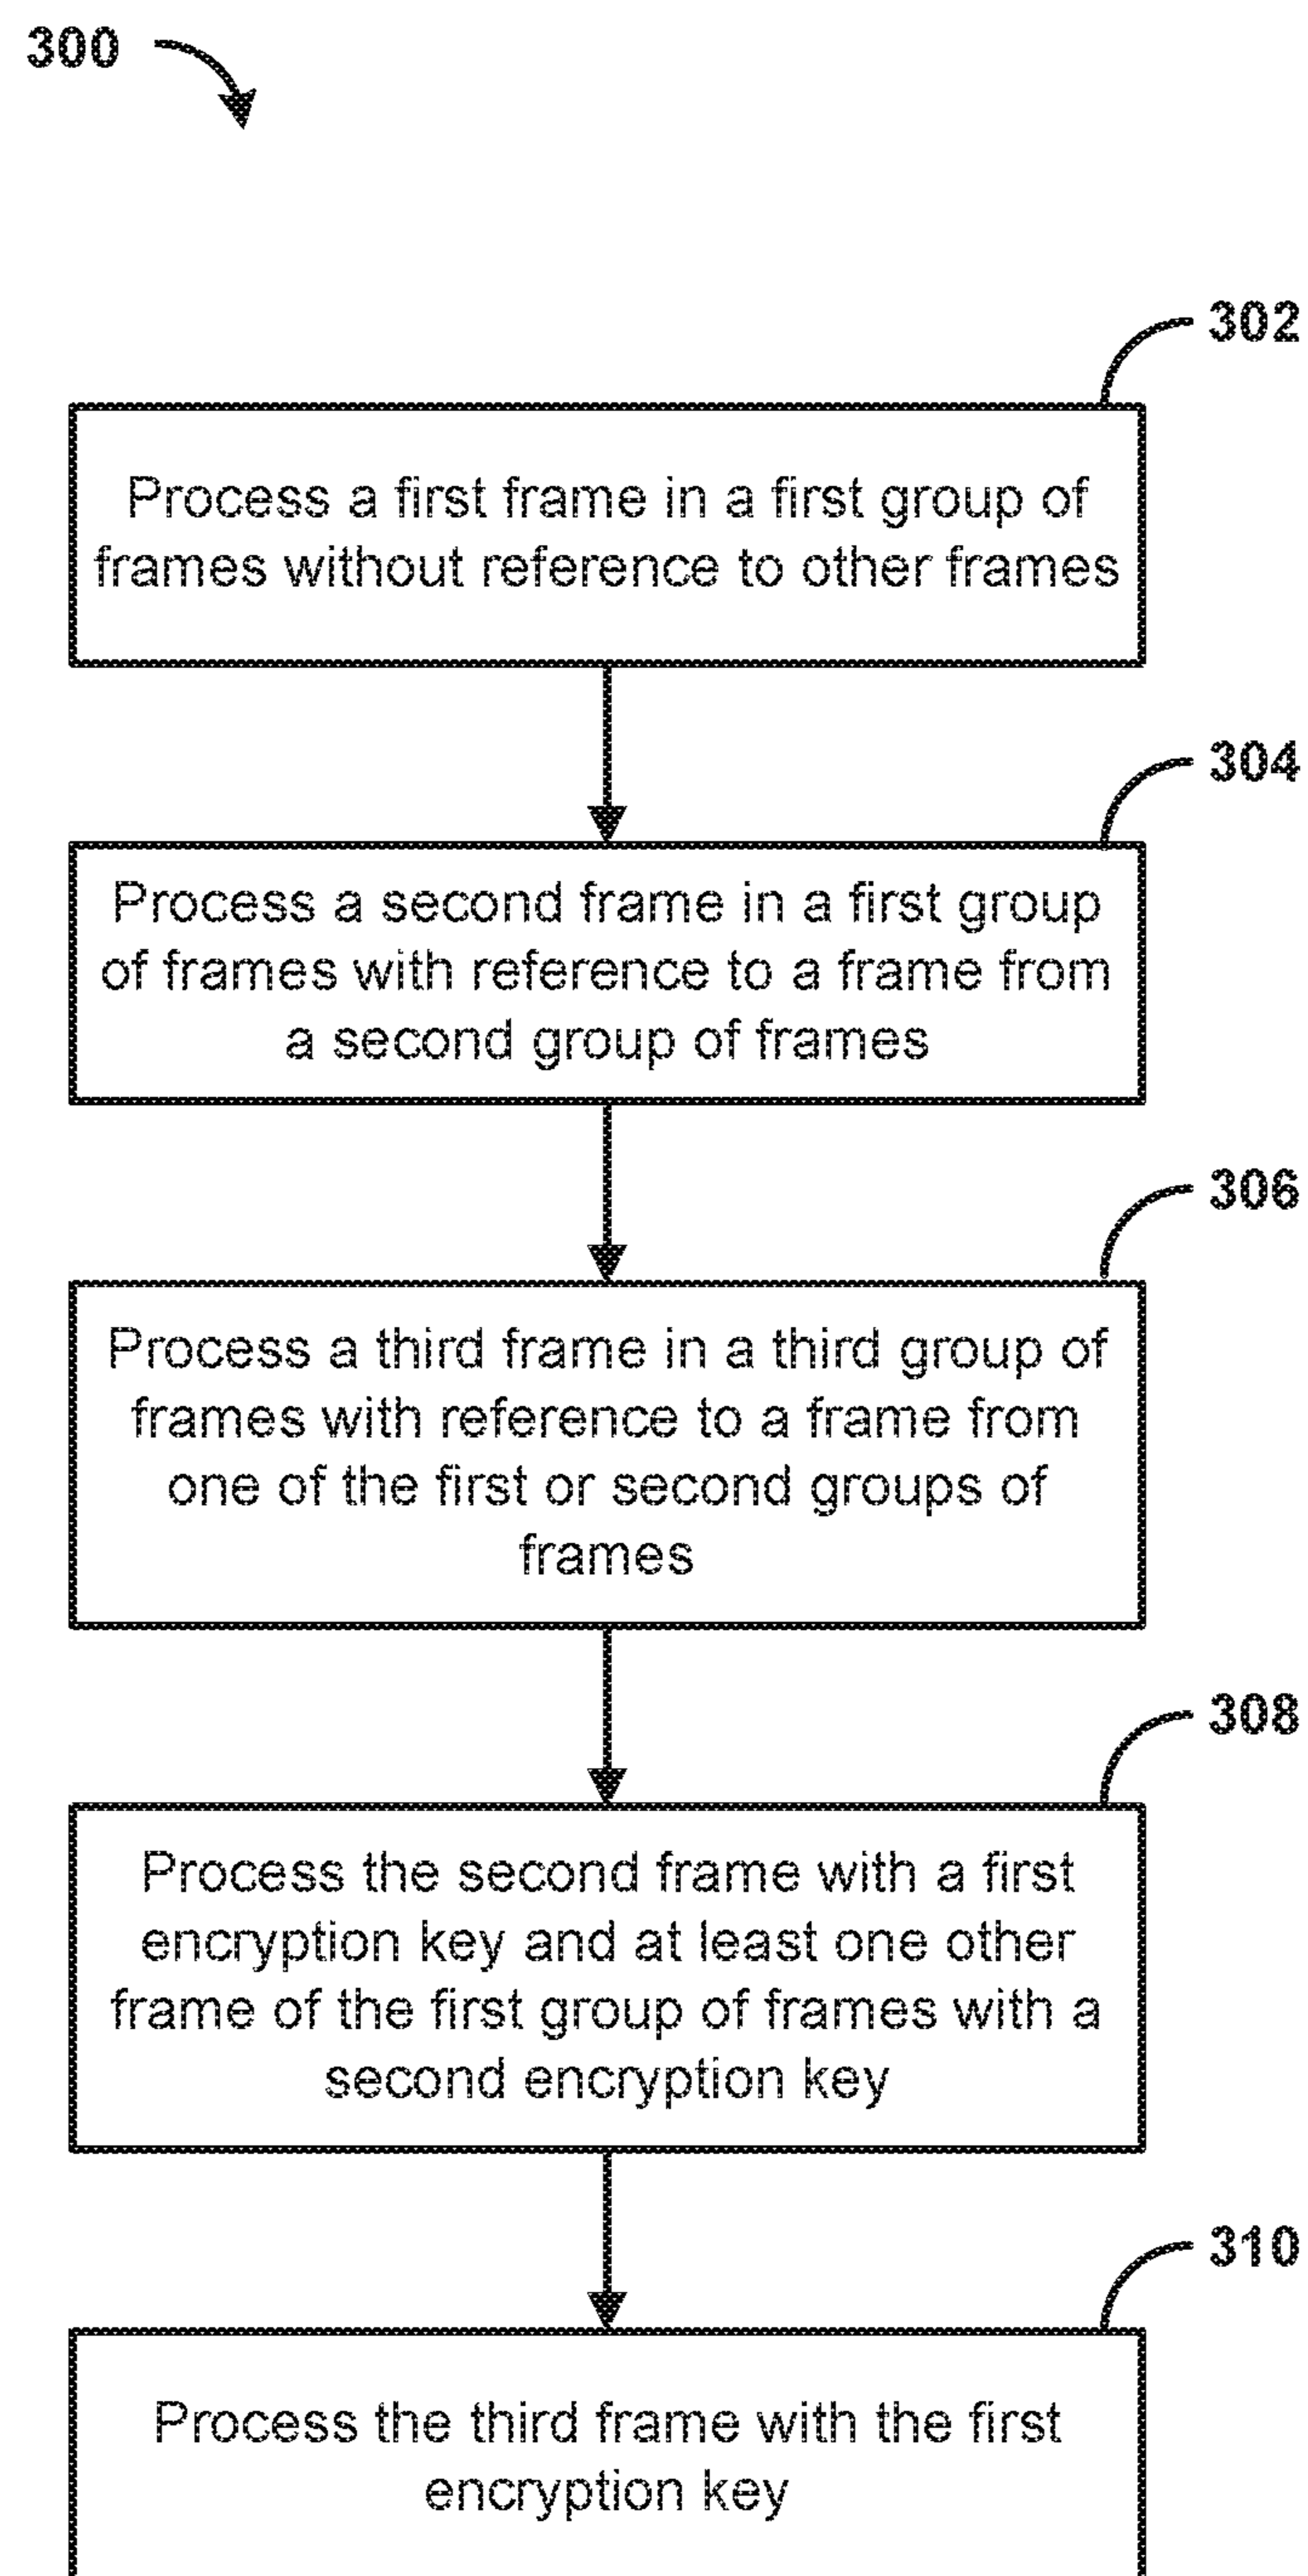 300
302
Process a first frame in a first group of
frames without reference to other frames
304
Process a second frame in a first group
of frames with reference to a frame from
a second group of frames
306
Process a third frame in a third group of
frames with reference to a frame from
one of the first or second groups of
frames
308
Process the second frame with a first
encryption key and at least one other
frame of the first group of frames with a
second encryption key
310
Process the third frame with the first
encryption key